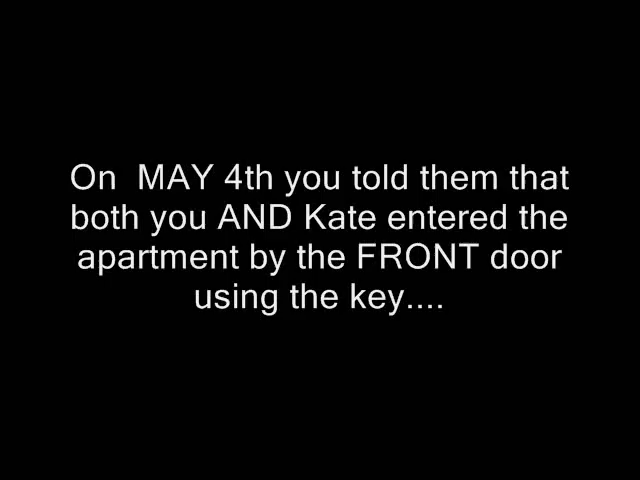 On  MAY 4th you told them that
both you AND Kate entered the
apartment by the FRONT door
using the key....